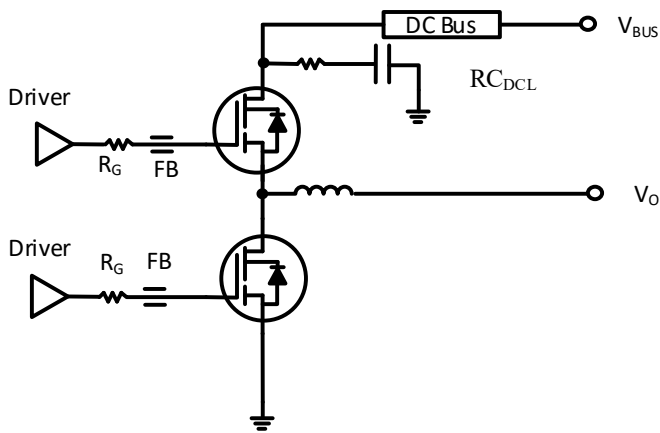 DC Bus
V_BUS
RC_DCL
Driver
R_G
FB
V_O
Driver
R_G
FB